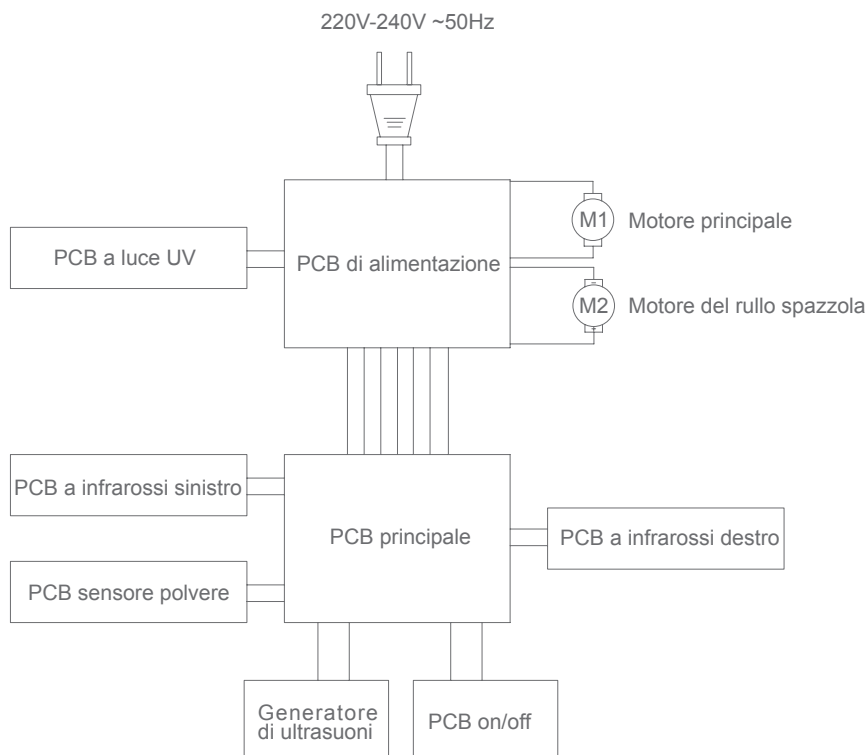 220V-240V ~50Hz
M1
Motore principale
PCB a luce UV
PCB di alimentazione
M2
Motore del rullo spazzola
PCB a infrarossi sinistro
PCB principale
PCB a infrarossi destro
PCB sensore polvere
Generatore
di ultrasuoni
PCB on/off